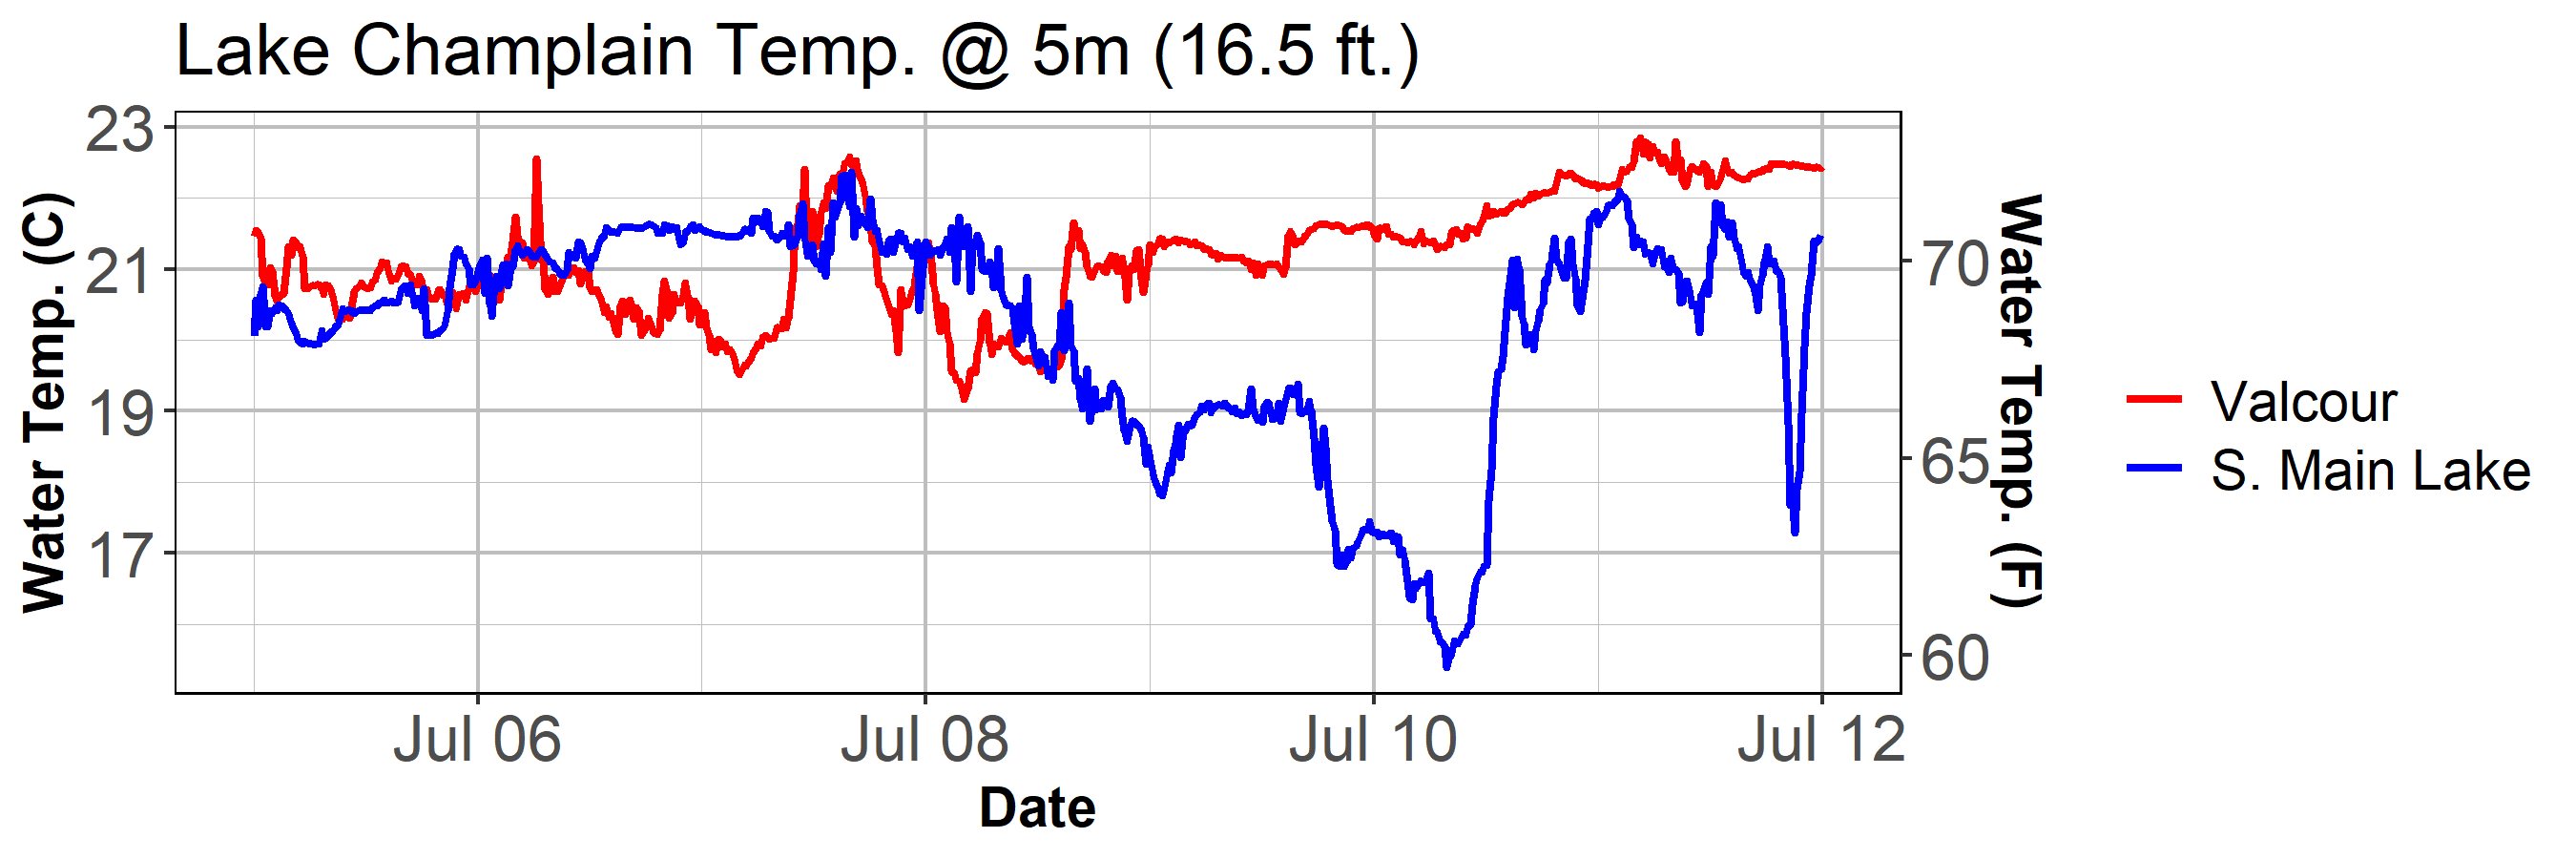 Lake Champlain Temp. @ 5m (16.5 ft.)
Water Temp. (C)
23
21
19
17
70
65
60
Water Temp. (F)
Jul 06
Jul 08
Jul 10
Jul 12
Date
Valcour
S. Main Lake